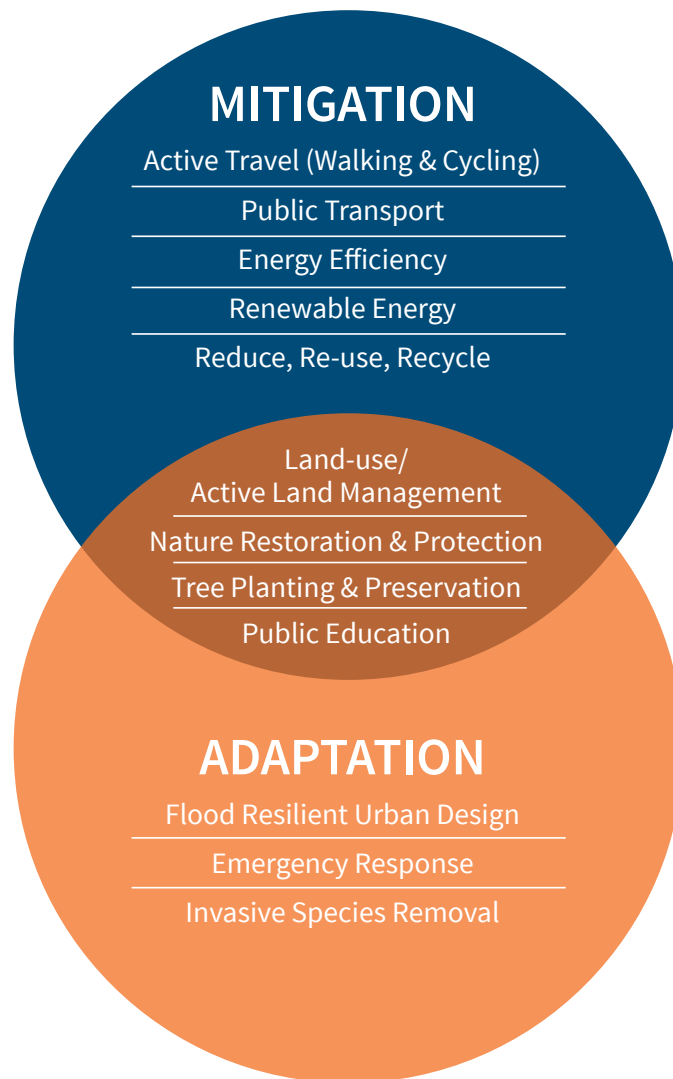 MITIGATION
Active Travel (Walking & Cycling)
Public Transport
Energy Efficiency
Renewable Energy
Reduce, Re-use, Recycle
Land-use/
Active Land Management
Nature Restoration & Protection
Tree Planting & Preservation
Public Education
ADAPTATION
Flood Resilient Urban Design
Emergency Response
Invasive Species Removal